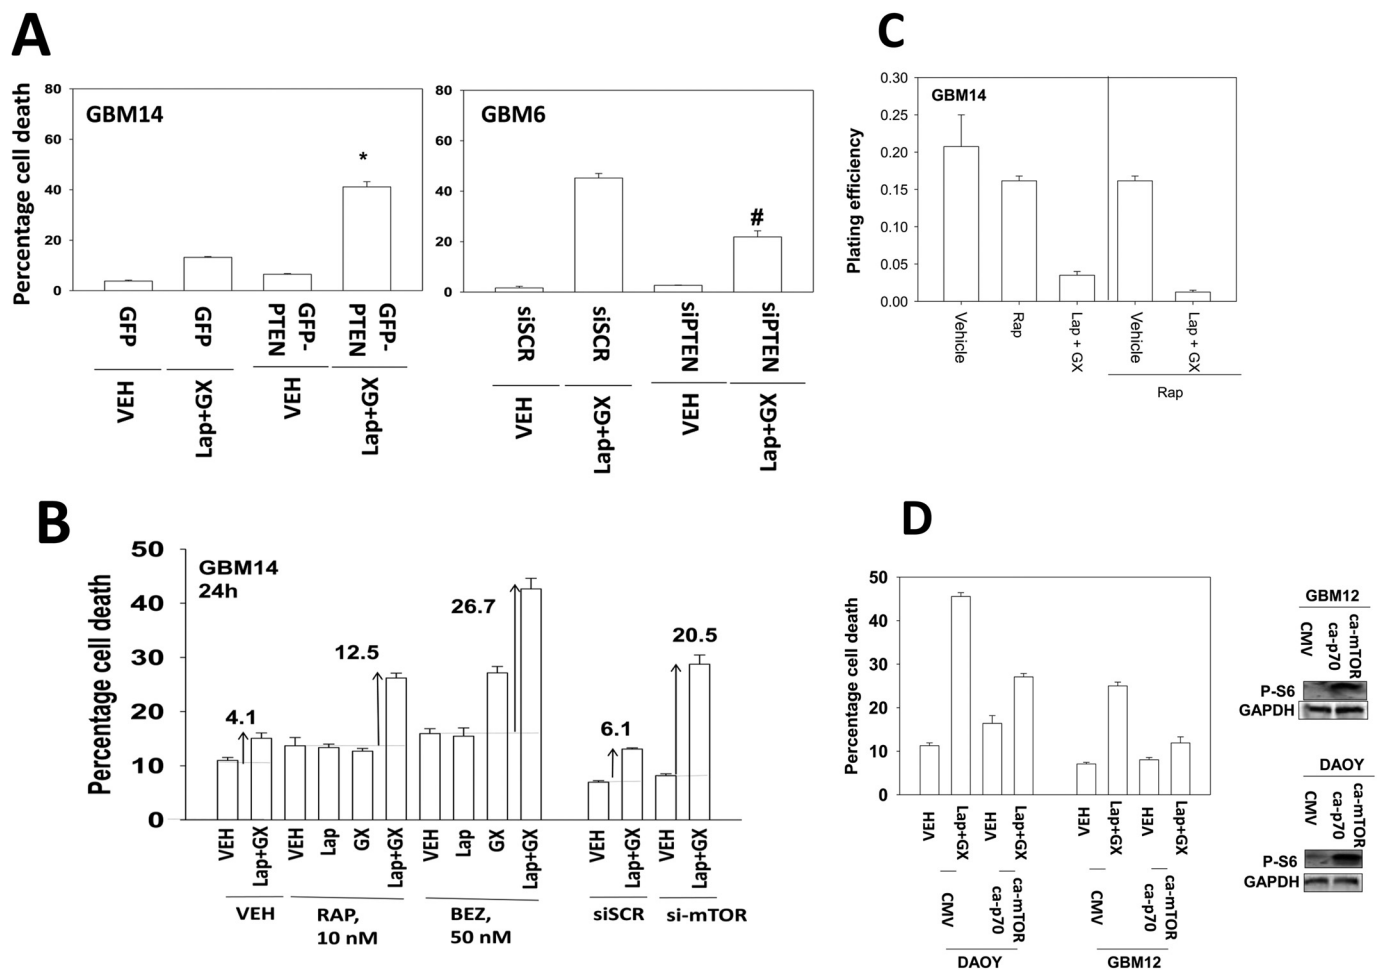 A
Percentage cell death
80
60
40
20
0
GBM14
*
GFP
GFP
GFP-
PTEN
GFP-
PTEN
VEH
Lap+GX
VEH
Lap+GX
80
60
40
20
0
GBM6
#
siSCR
siSCR
siPTEN
siPTEN
VEH
Lap+GX
VEH
Lap+GX
C
Plating efficiency
0.30
0.25
0.20
0.15
0.10
0.05
0.00
GBM14
Vehicle
Rap
Lap + GX
Vehicle
Lap + GX
Rap
B
Percentage cell death
50
40
30
20
10
0
GBM14
24h
4.1
12.5
26.7
6.1
20.5
VEH
Lap+GX
VEH
Lap
GX
Lap+GX
VEH
Lap
GX
Lap+GX
VEH
Lap+GX
VEH
Lap+GX
VEH
RAP,
10 nM
BEZ,
50 nM
siSCR
si-mTOR
D
Percentage cell death
50
40
30
20
10
0
VEH
Lap+GX
VEH
Lap+GX
VEH
Lap+GX
VEH
Lap+GX
CMV
ca-mTOR
ca-p70
CMV
ca-mTOR
ca-p70
DAOY
GBM12
GBM12
CMV
ca-p70
ca-mTOR
P-S6
GAPDH
DAOY
CMV
ca-p70
ca-mTOR
P-S6
GAPDH